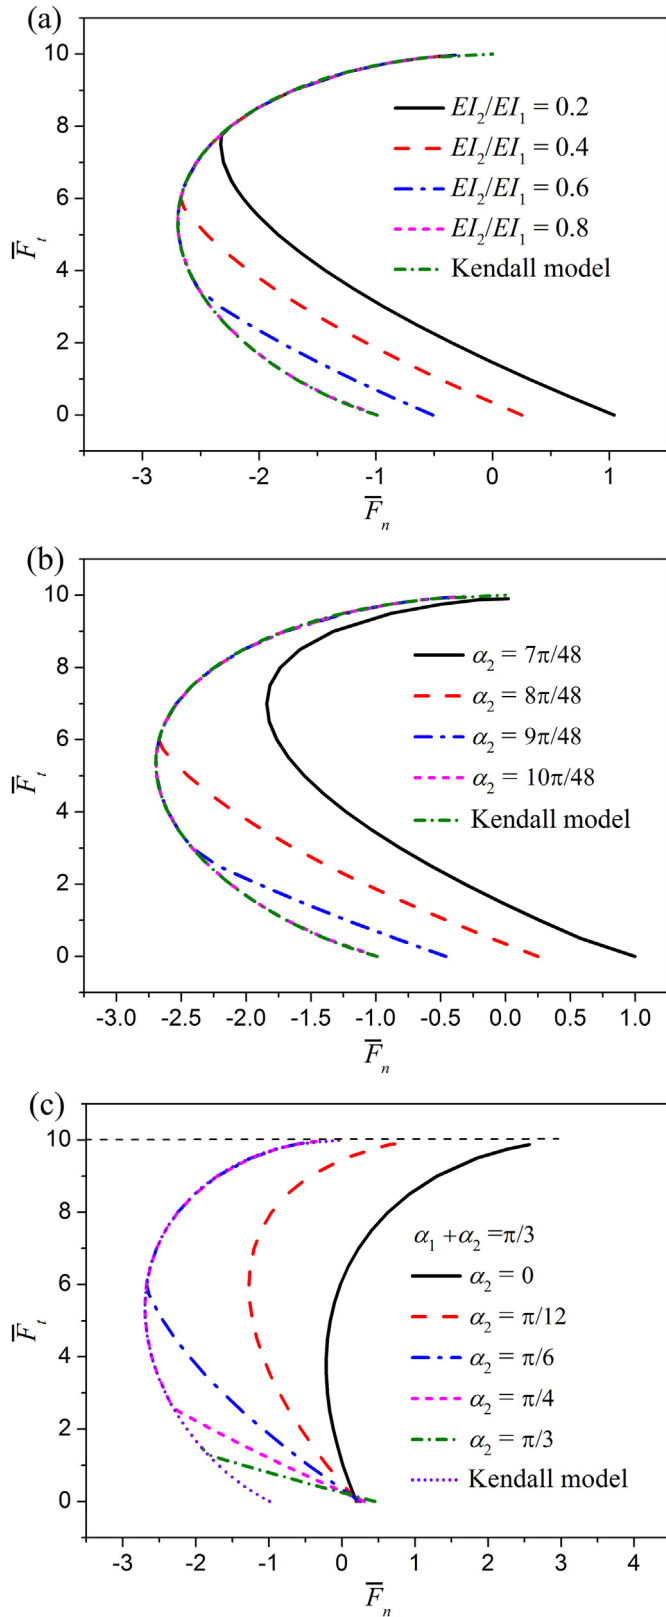 (a)
10
8
6
4
2
0
F̅ₜ
EI₂/EI₁ = 0.2
EI₂/EI₁ = 0.4
EI₂/EI₁ = 0.6
EI₂/EI₁ = 0.8
Kendall model
-3 -2 -1 0 1
F̅ₙ
(b)
10
8
6
4
2
0
F̅ₜ
α₂ = 7π/48
α₂ = 8π/48
α₂ = 9π/48
α₂ = 10π/48
Kendall model
-3.0 -2.5 -2.0 -1.5 -1.0 -0.5 0.0 0.5 1.0
F̅ₙ
(c)
10
8
6
4
2
0
F̅ₜ
α₁ +α₂ =π/3
α₂ = 0
α₂ = π/12
α₂ = π/6
α₂ = π/4
α₂ = π/3
Kendall model
-3 -2 -1 0 1 2 3 4
F̅ₙ